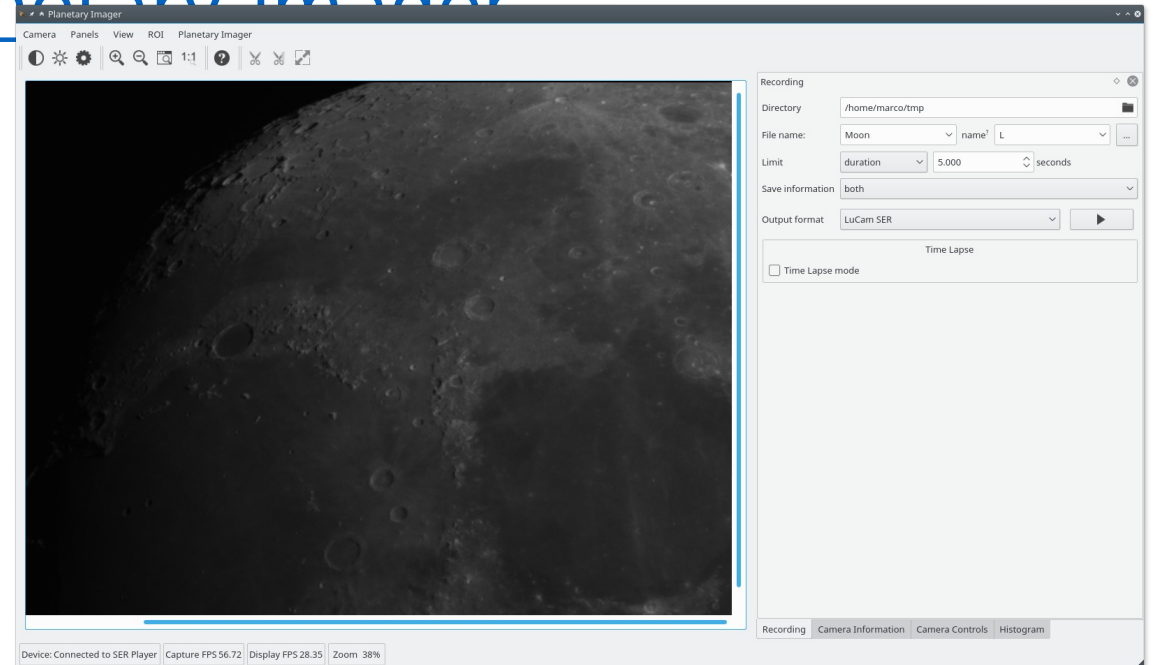 Planetary Imager
Camera Panels View ROI Planetary Imager
1:1
Recording
Directory /home/marco/tmp
File name: Moon name¹ L ...
Limit duration 5.000 seconds
Save information both
Output format LuCam SER
Time Lapse
Time Lapse mode
Recording Camera Information Camera Controls Histogram
Device: Connected to SER Player Capture FPS 56.72 Display FPS 28.35 Zoom 38%